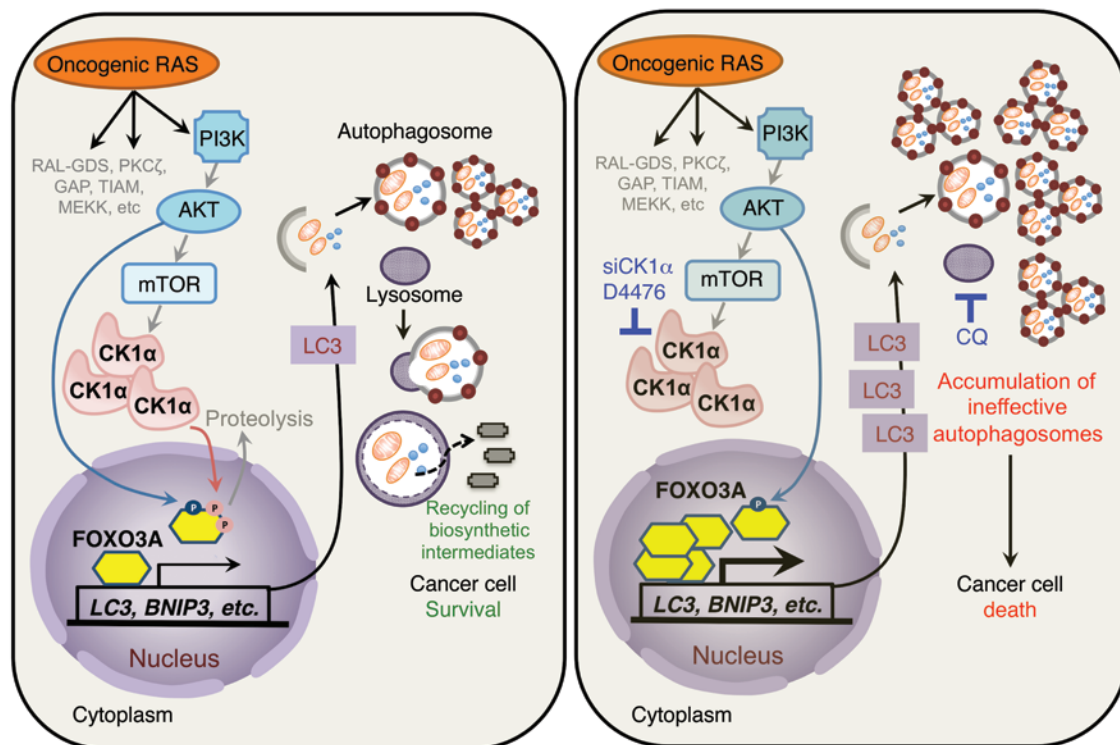 Oncogenic RAS
PI3K
RAL-GDS, PKCζ,
GAP, TIAM,
MEKK, etc
AKT
mTOR
CK1α
CK1α
CK1α
Proteolysis
P
P
P
FOXO3A
LC3, BNIP3, etc.
Nucleus
Cytoplasm
Autophagosome
Lysosome
LC3
Recycling of
biosynthetic
intermediates
Cancer cell
Survival
Oncogenic RAS
PI3K
RAL-GDS, PKCζ,
GAP, TIAM,
MEKK, etc
AKT
siCK1α
D4476
mTOR
CK1α
CK1α
CK1α
P
FOXO3A
LC3, BNIP3, etc.
Nucleus
Cytoplasm
LC3
LC3
LC3
CQ
Accumulation of
ineffective
autophagosomes
Cancer cell
death